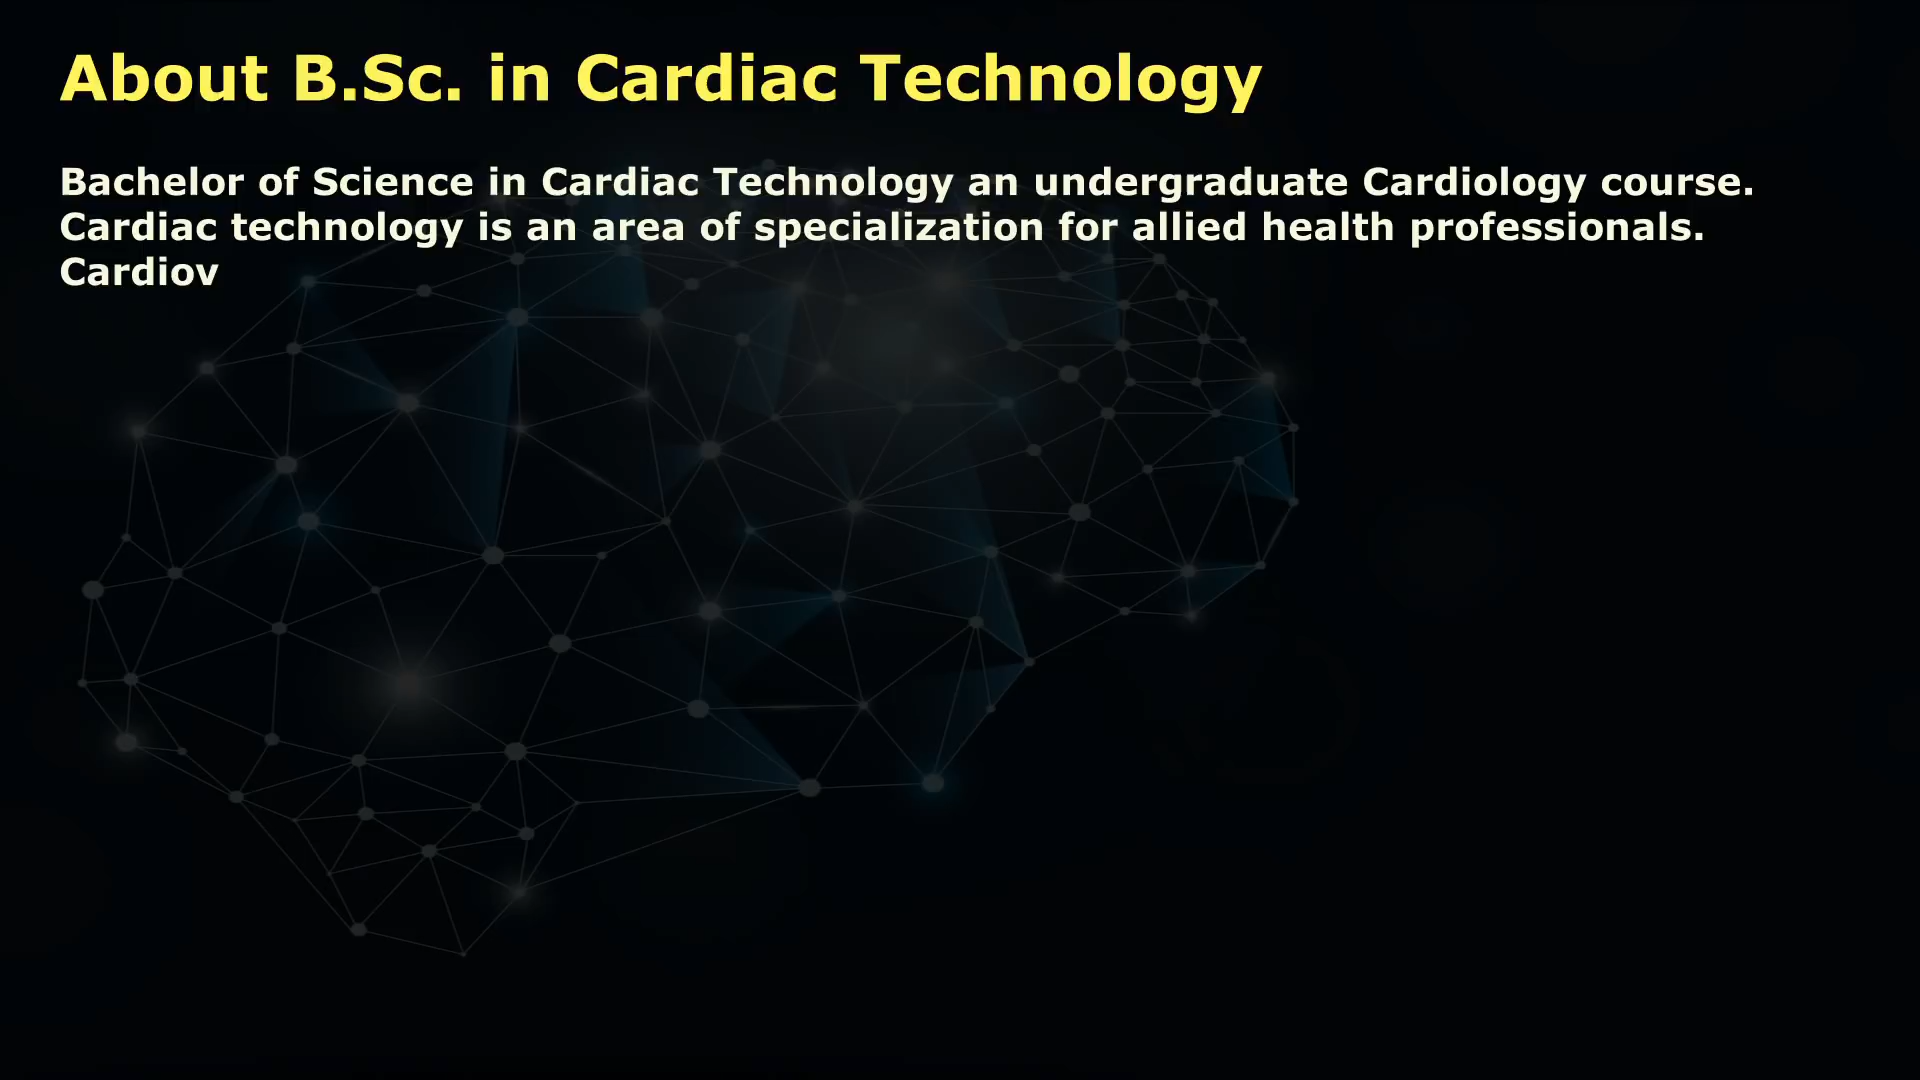 About B.Sc. in Cardiac Technology
Bachelor of Science in Cardiac Technology an undergraduate Cardiology course.
Cardiac technology is an area of specialization for allied health professionals.
Cardiov